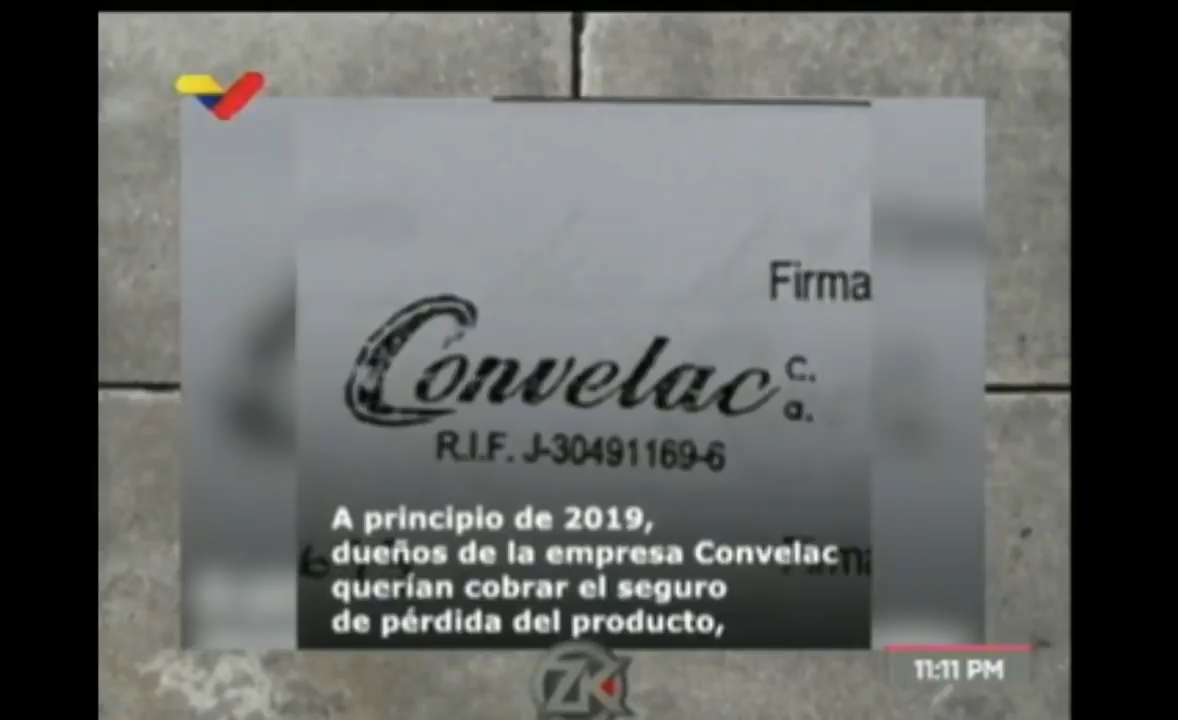 Firma
Convelac c.a.
R.I.F. J-30491169-6
A principio de 2019,
dueños de la empresa Convelac
querían cobrar el seguro
de pérdida del producto,
ZK
11:11 PM